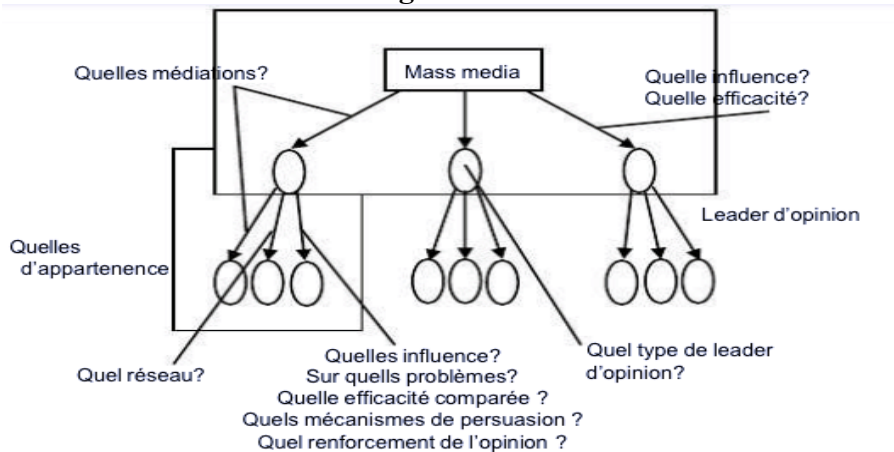 Mass media
Quelles médiations?
Quelle influence?
Quelle efficacité?
Leader d'opinion
Quelles
d'appartenence
Quel réseau?
Quelles influence?
Sur quells problèmes?
Quelle efficacité comparée ?
Quels mécanismes de persuasion ?
Quel renforcement de l'opinion ?
Quel type de leader
d'opinion?